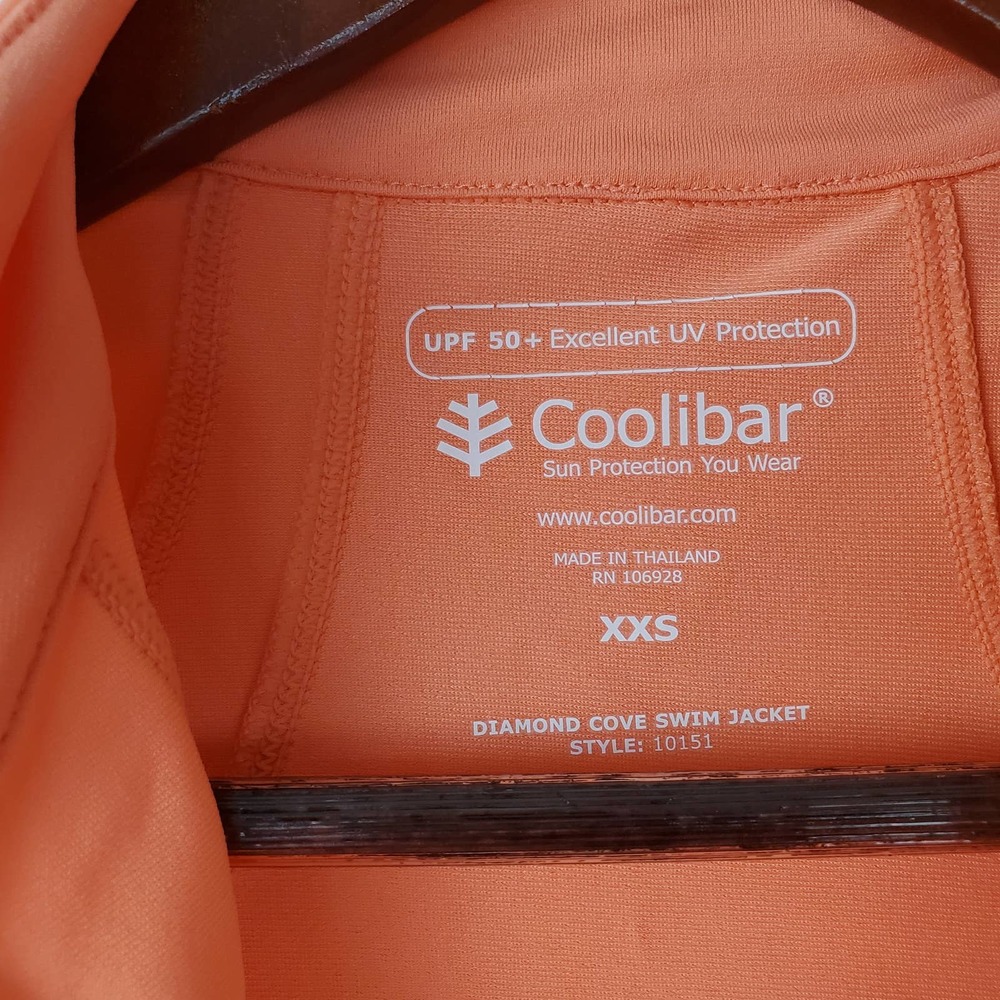 UPF 50+ Excellent UV Protection
Coolibar®
Sun Protection You Wear
www.coolibar.com
MADE IN THAILAND
RN 106928
XXS
DIAMOND COVE SWIM JACKET
STYLE: 10151